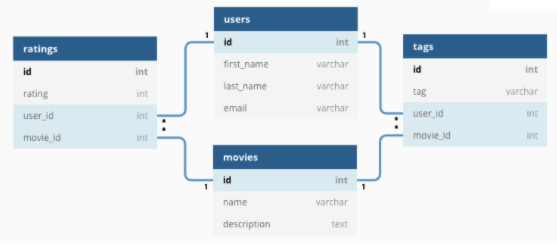 ratings
id int
rating int
user_id int
movie_id int
users
id int
first_name varchar
last_name varchar
email varchar
movies
id int
name varchar
description text
tags
id int
tag varchar
user_id int
movie_id int
1
1
*
*
*
*
1
1